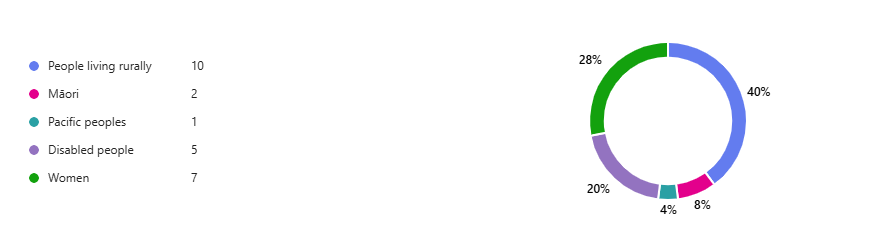 People living rurally 10
Māori 2
Pacific peoples 1
Disabled people 5
Women 7
28%
40%
20%
4%
8%